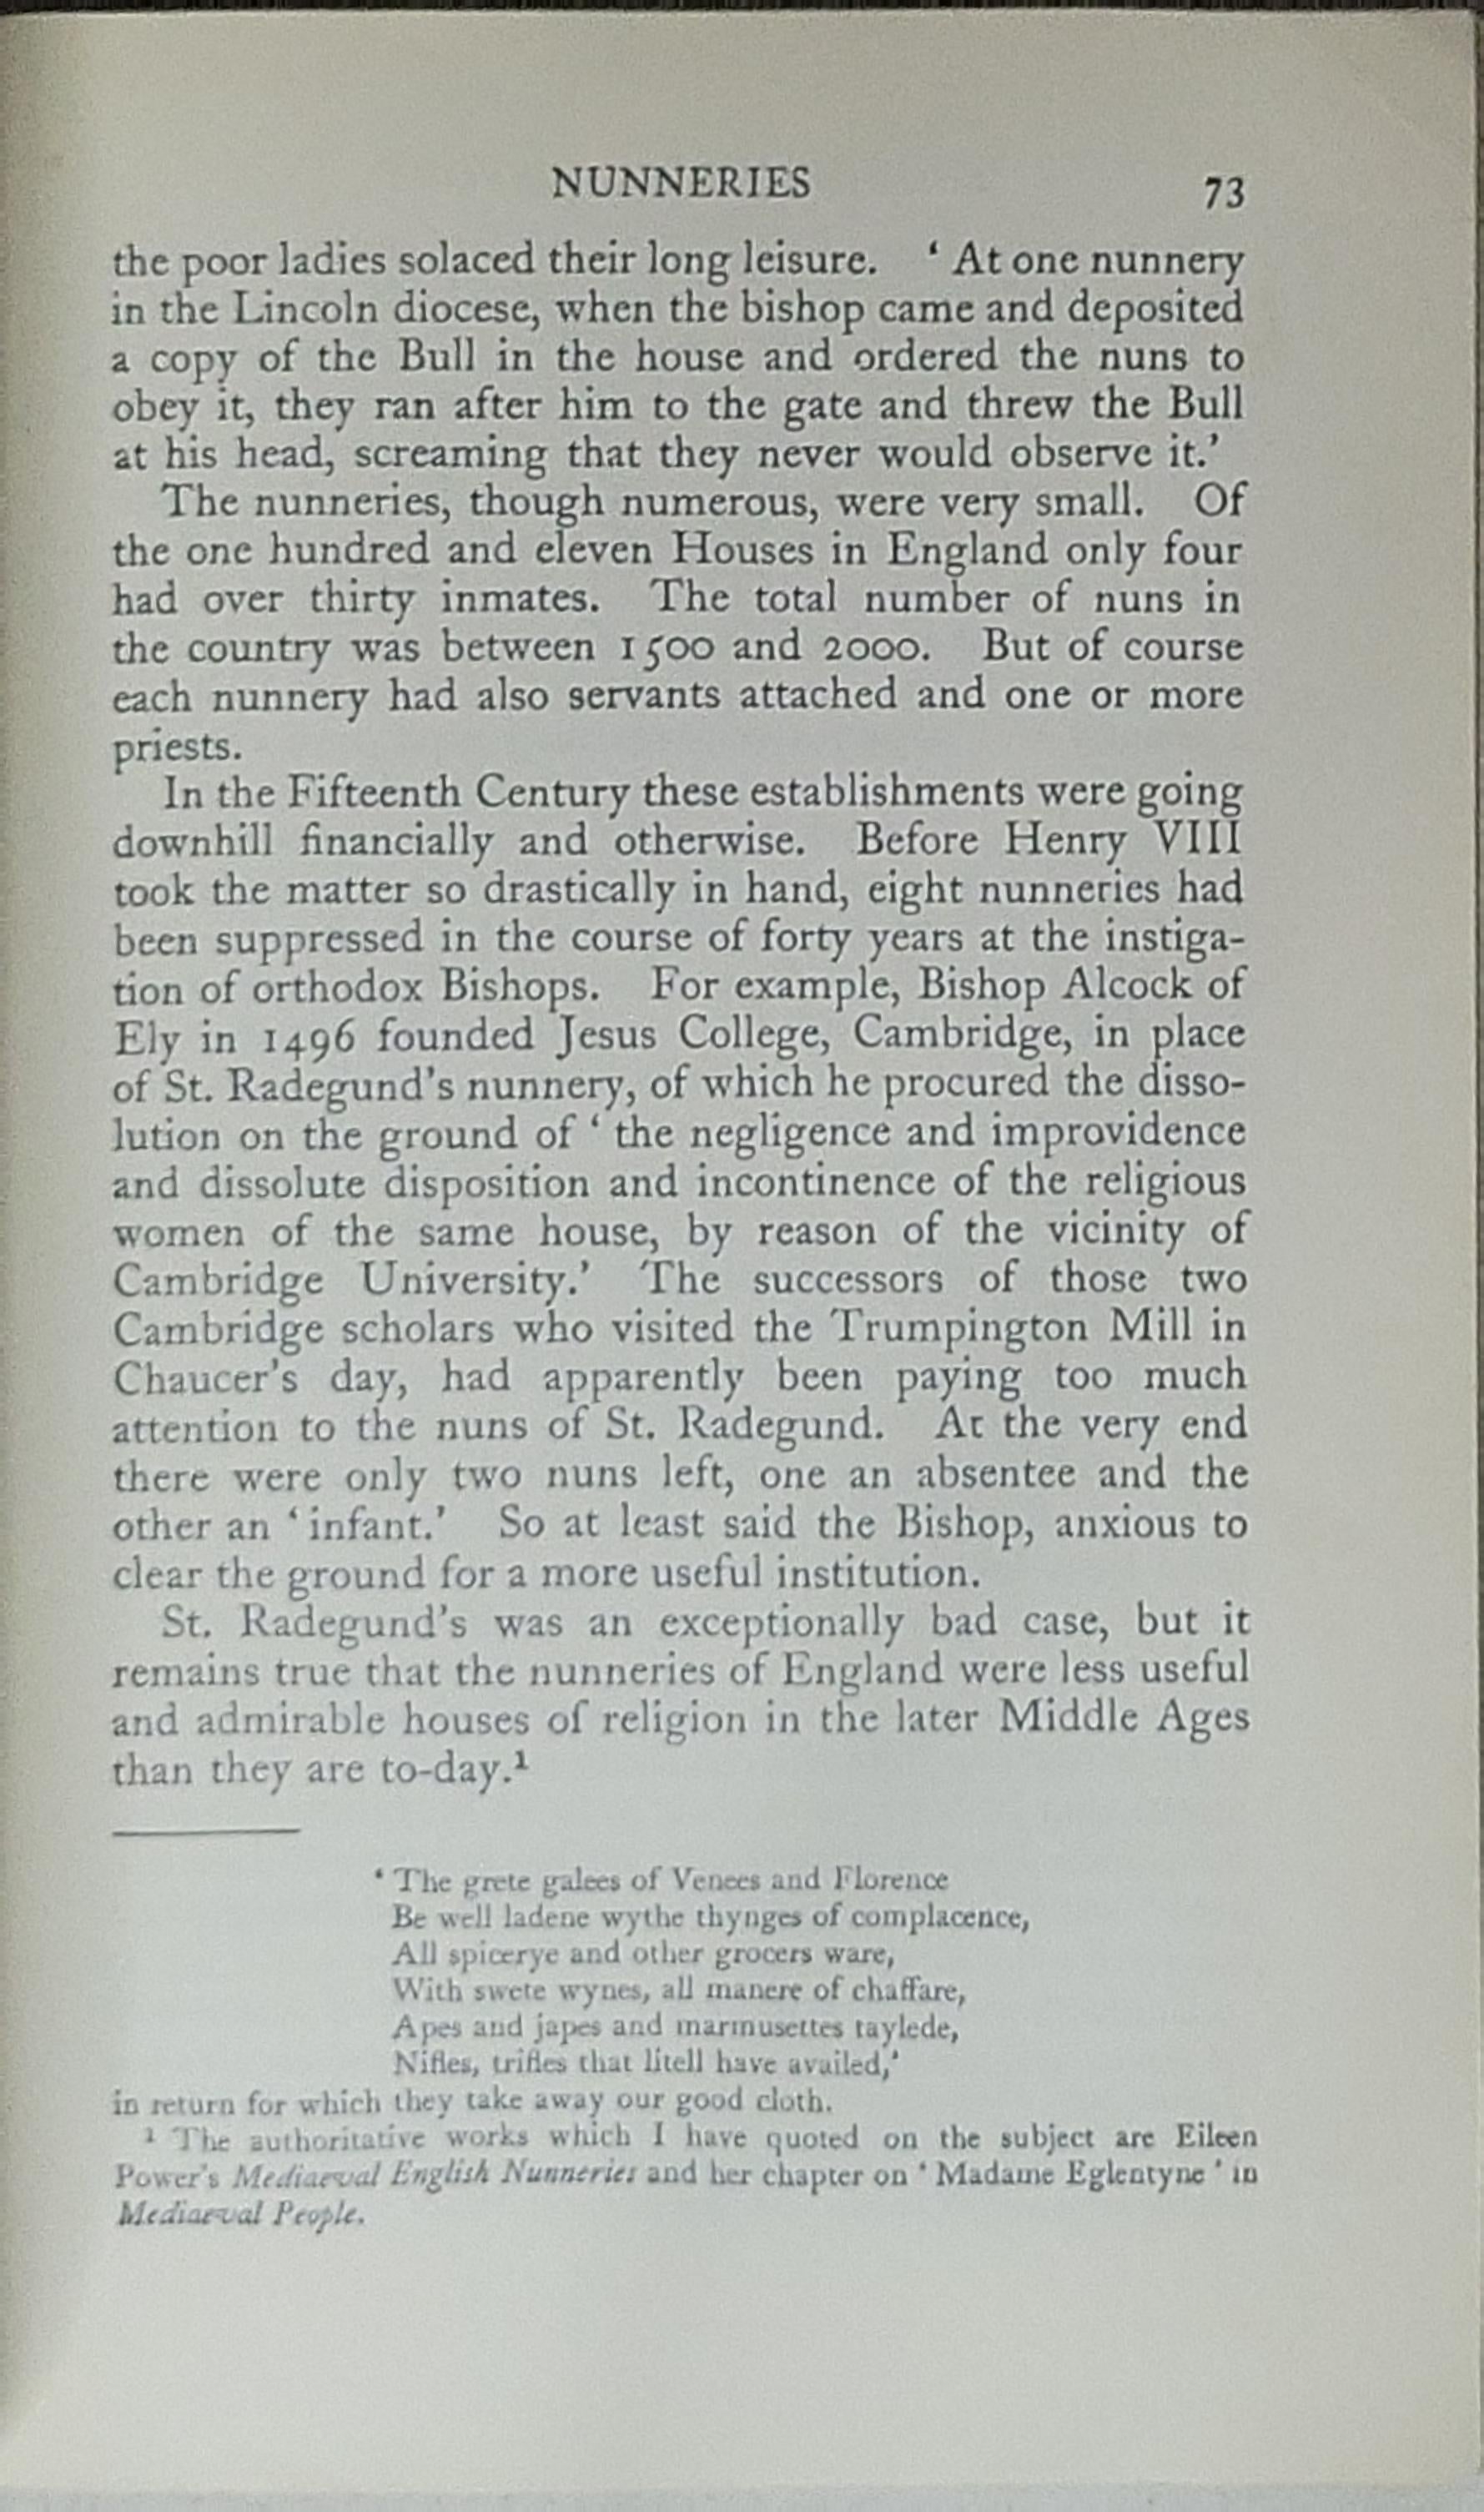 NUNNERIES 73
the poor ladies solaced their long leisure. ‘ At one nunnery
in the Lincoln diocese, when the bishop came and deposited
a copy of the Bull in the house and ordered the nuns to
obey it, they ran after him to the gate and threw the Bull
at his head, screaming that they never would observe it.’
The nunneries, though numerous, were very small. Of
the one hundred and eleven Houses in England only four
had over thirty inmates. The total number of nuns in
the country was between 1500 and 2000. But of course
each nunnery had also servants attached and one or more
priests.
In the Fifteenth Century these establishments were going
downhill financially and otherwise. Before Henry VIII
took the matter so drastically in hand, eight nunneries had
been suppressed in the course of forty years at the instiga-
tion of orthodox Bishops. For example, Bishop Alcock of
Ely in 1496 founded Jesus College, Cambridge, in place
of St. Radegund’s nunnery, of which he procured the disso-
lution on the ground of ‘ the negligence and improvidence
and dissolute disposition and incontinence of the religious
women of the same house, by reason of the vicinity of
Cambridge University.’ The successors of those two
Cambridge scholars who visited the Trumpington Mill in
Chaucer’s day, had apparently been paying too much
attention to the nuns of St. Radegund. At the very end
there were only two nuns left, one an absentee and the
other an ‘ infant.’ So at least said the Bishop, anxious to
clear the ground for a more useful institution.
St. Radegund’s was an exceptionally bad case, but it
remains true that the nunneries of England were less useful
and admirable houses of religion in the later Middle Ages
than they are to-day.¹
‘ The grete galees of Venees and Florence
Be well ladene wythe thynges of complacence,
All spicerye and other grocers ware,
With swete wynes, all manere of chaffare,
Apes and japes and marmusettes taylede,
Nifles, trifles that litell have availed,’
in return for which they take away our good cloth.
¹ The authoritative works which I have quoted on the subject are Eileen
Power’s Mediaeval English Nunneries and her chapter on ‘ Madame Eglentyne ’ in
Mediaeval People.